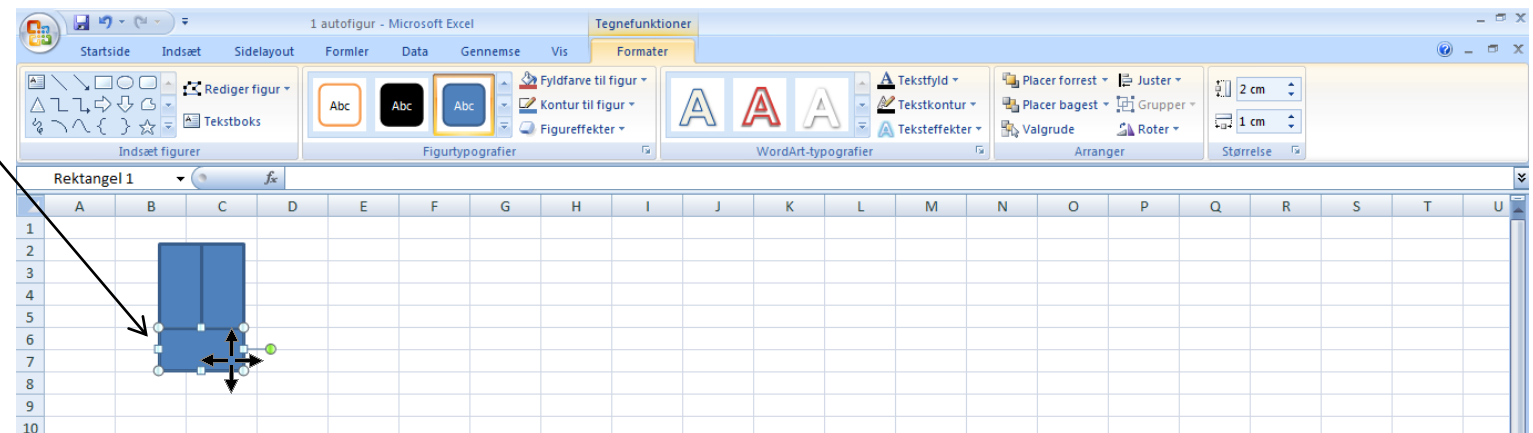 1 autofigur - Microsoft Excel
Tegnefunktioner
Startside Indsæt Sidelayout Formler Data Gennemse Vis Formater
Rediger figur
Tekstboks
Indsæt figurer
Abc Abc Abc
Fyldfarve til figur
Kontur til figur
Figureffekter
Figurtypografier
A A A
Tekstfyld
Tekstkontur
Teksteffekter
WordArt-typografier
Placer forrest
Placer bagest
Valgrude
Juster
Grupper
Roter
Arranger
2 cm
1 cm
Størrelse
Rektangel 1 fx
A B C D E F G H I J K L M N O P Q R S T U
1
2
3
4
5
6
7
8
9
10